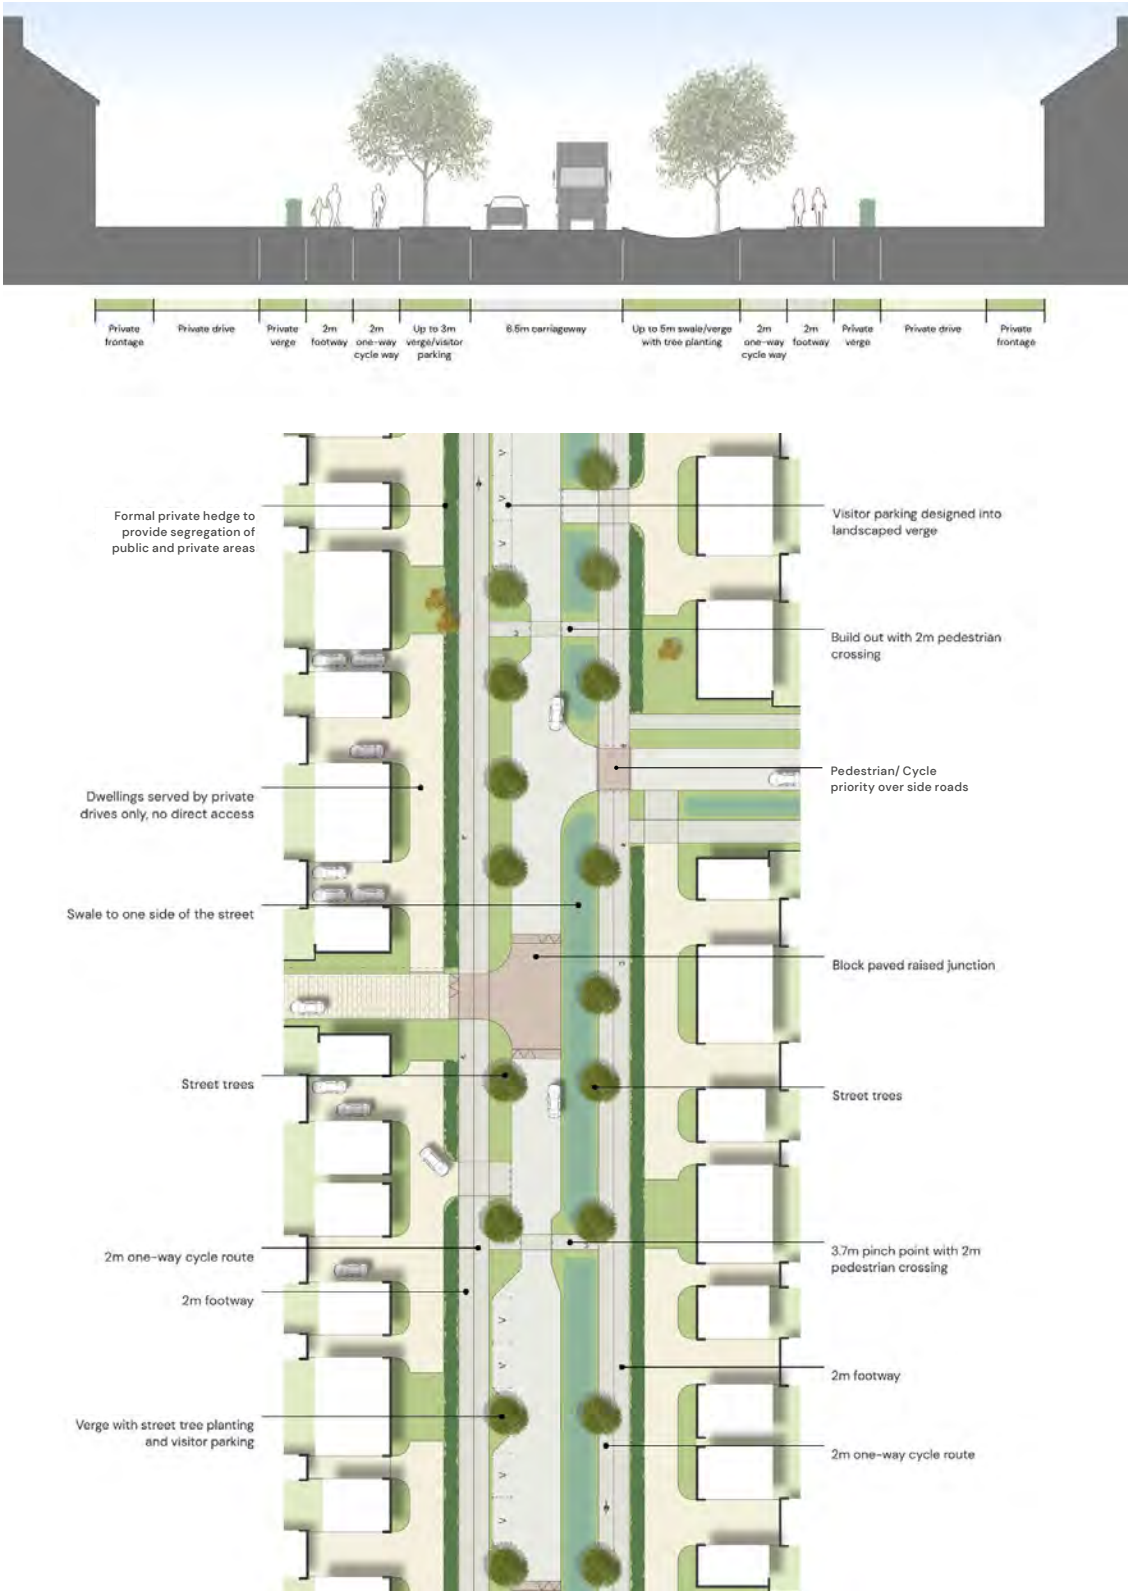 Private
frontage
Private drive
Private
verge
2m
footway
2m
one-way
cycle way
Up to 3m
verge/visitor
parking
6.5m carriageway
Up to 5m swale/verge
with tree planting
2m
one-way
cycle way
2m
footway
Private
verge
Private drive
Private
frontage
Formal private hedge to
provide segregation of
public and private areas
Visitor parking designed into
landscaped verge
Build out with 2m pedestrian
crossing
Pedestrian/ Cycle
priority over side roads
Dwellings served by private
drives only, no direct access
Swale to one side of the street
Block paved raised junction
Street trees
Street trees
2m one-way cycle route
3.7m pinch point with 2m
pedestrian crossing
2m footway
2m footway
Verge with street tree planting
and visitor parking
2m one-way cycle route